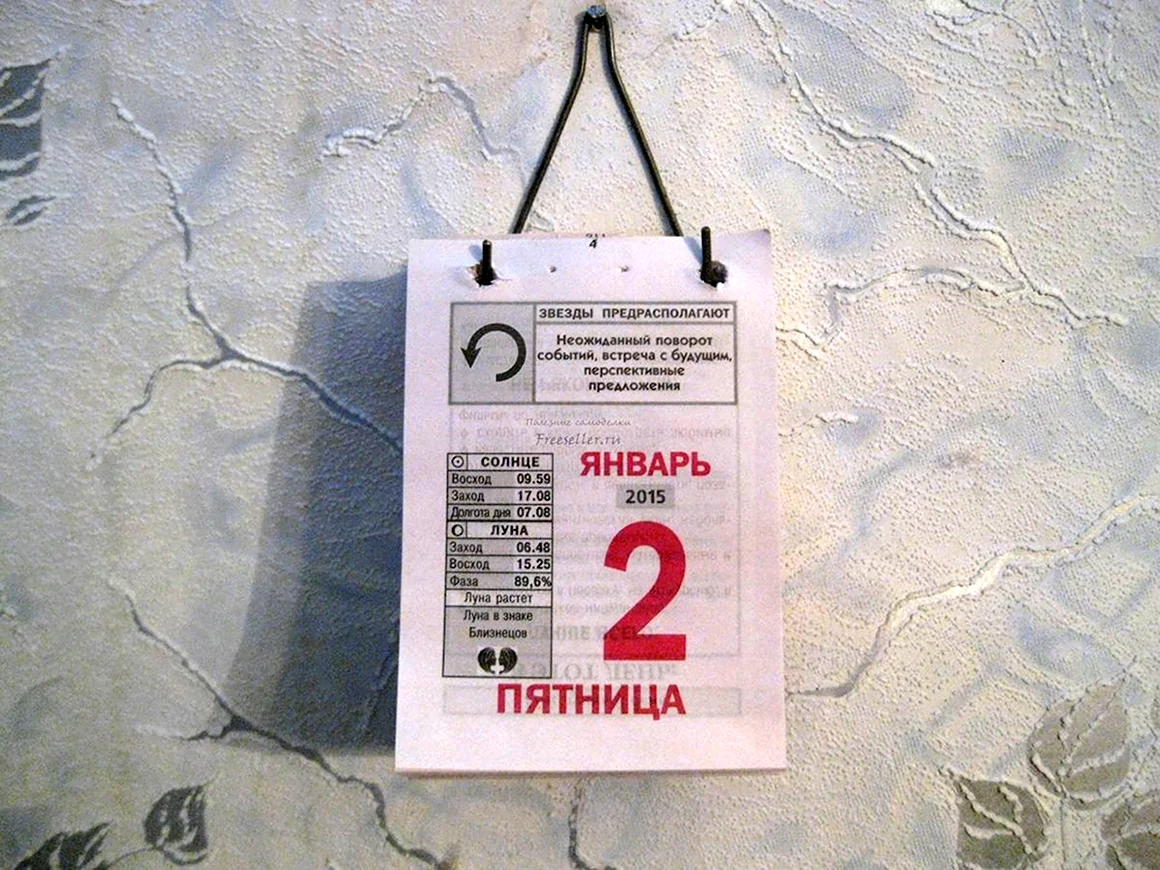 4
ЗВЕЗДЫ ПРЕДРАСПОЛАГАЮТ
Неожиданный поворот
событий, встреча с будущим,
перспективные
предложения
Полезные самоделки
Freeseller.ru
СОЛНЦЕ
Восход 09.59
Заход 17.08
Долгота дня 07.08
ЛУНА
Заход 06.48
Восход 15.25
Фаза 89,6%
Луна растет
Луна в знаке
Близнецов
ЯНВАРЬ
2015
2
ПЯТНИЦА